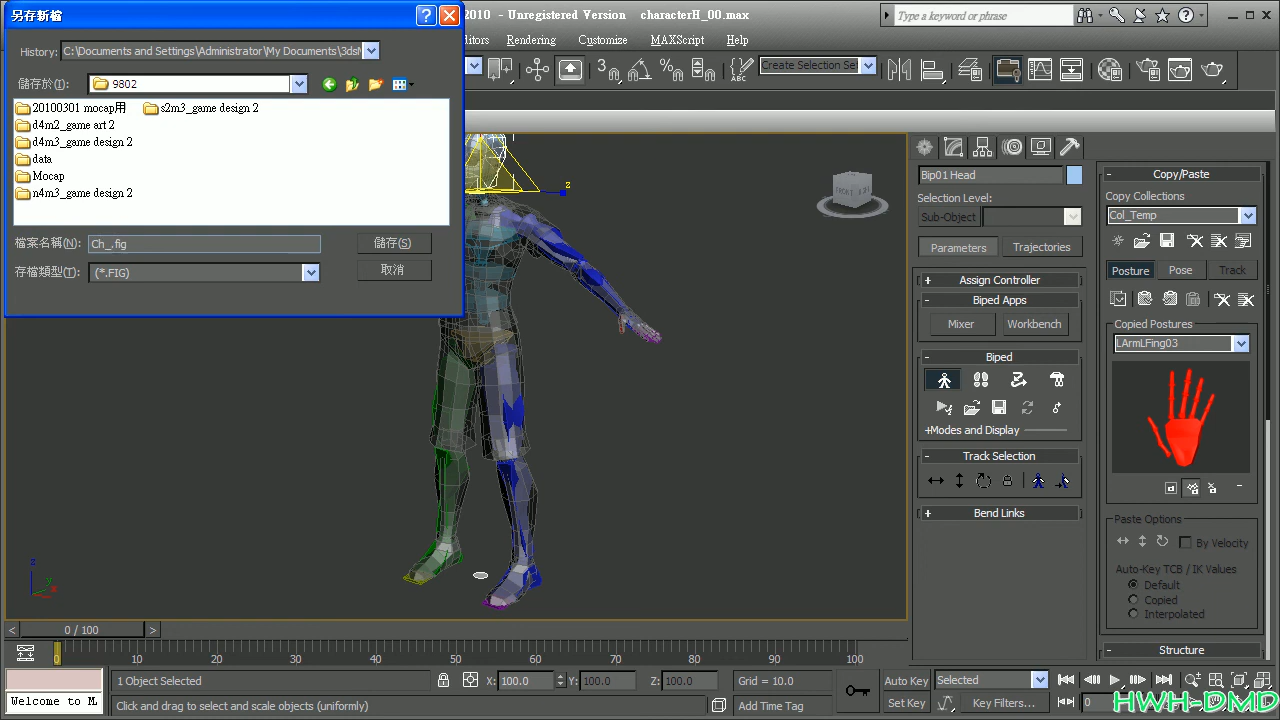 另存新檔
2010 - Unregistered Version characterH_00.max
Type a keyword or phrase
Rendering Customize MAXScript Help
History: C:\Documents and Settings\Administrator\My Documents\3dsM
儲存於(I): 9802
20100301 mocap用
s2m3_game design 2
d4m2_game art 2
d4m3_game design 2
data
Mocap
n4m3_game design 2
檔案名稱(N): Ch_.fig
儲存(S)
存檔類型(T): (*.FIG)
取消
Create Selection Se
z
Bip01 Head
Selection Level:
Sub-Object
Parameters Trajectories
+ Assign Controller
- Biped Apps
Mixer Workbench
- Biped
+Modes and Display
- Track Selection
+ Bend Links
- Copy/Paste
Copy Collections
Col_Temp
Posture Pose Track
Copied Postures
LArmLFing03
Paste Options
By Velocity
Auto-Key TCB / IK Values
Default
Copied
Interpolated
- Structure
z
y
x
< 0 / 100 >
0 10 20 30 40 50 60 70 80 90 100
1 Object Selected X: 100.0 Y: 100.0 Z: 100.0 Grid = 10.0 Auto Key Selected
Welcome to M Click and drag to select and scale objects (uniformly) Add Time Tag Set Key Key Filters... 0
HWH-DMD